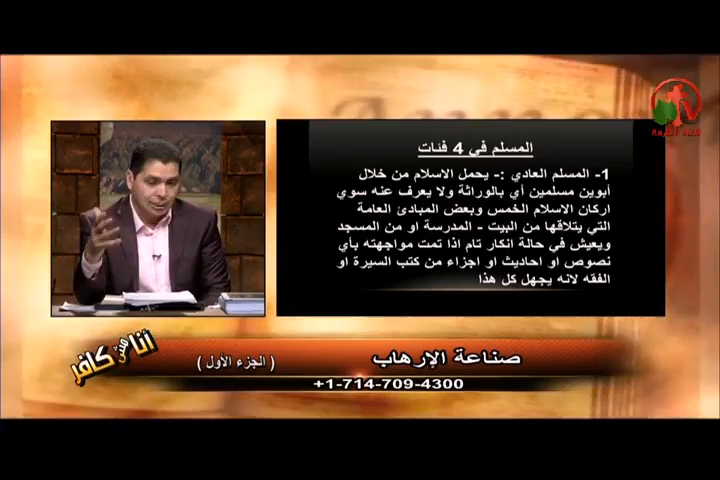 المسلم في 4 فئات
1- المسلم العادي :- يحمل الاسلام من خلال
أبوين مسلمين أي بالوراثة ولا يعرف عنه سوي
اركان الاسلام الخمس وبعض المبادئ العامة
التي يتلاقها من البيت - المدرسة او من المسجد
ويعيش في حالة انكار تام اذا تمت مواجهته بأي
نصوص او احاديث او اجزاء من كتب السيرة او
الفقه لانه يجهل كل هذا
أنا مش كافر
صناعة الإرهاب
( الجزء الأول )
+1-714-709-4300
قناة الكرمة